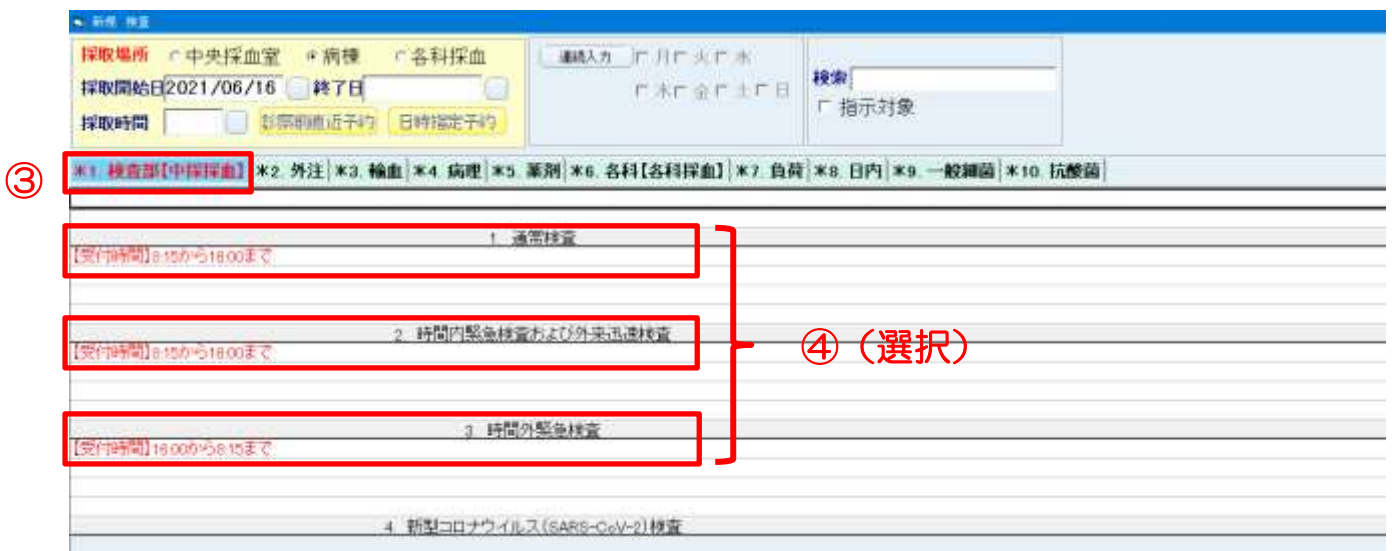 新規 検査
採取場所 中央採血室 病棟 各科採血
採取開始日 2021/06/16 終了日
採取時間 診察前直近予約 日時指定予約
連続入力 月 火 水
木 金 土 日
検索
指示対象
③
*1. 検査部【中採採血】 *2. 外注 *3. 輸血 *4. 病理 *5. 薬剤 *6. 各科【各科採血】 *7. 負荷 *8. 日内 *9. 一般細菌 *10. 抗酸菌
1. 通常検査
【受付時間】8:15から16:00まで
2. 時間内緊急検査および外来迅速検査
【受付時間】8:15から16:00まで
④（選択）
3. 時間外緊急検査
【受付時間】16:00から8:15まで
4. 新型コロナウイルス(SARS-CoV-2)検査